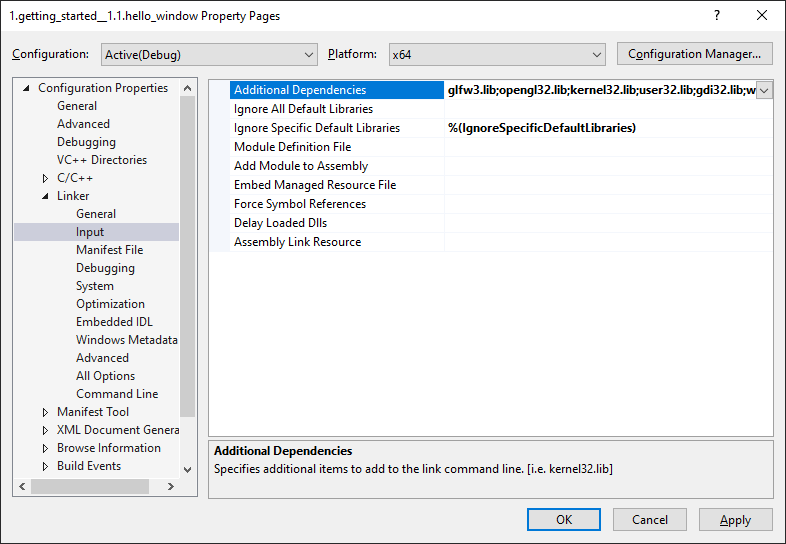 1.getting_started__1.1.hello_window Property Pages
Configuration: Active(Debug) Platform: x64 Configuration Manager...
Configuration Properties
General
Advanced
Debugging
VC++ Directories
C/C++
Linker
General
Input
Manifest File
Debugging
System
Optimization
Embedded IDL
Windows Metadata
Advanced
All Options
Command Line
Manifest Tool
XML Document Genera
Browse Information
Build Events
Additional Dependencies glfw3.lib;opengl32.lib;kernel32.lib;user32.lib;gdi32.lib;w
Ignore All Default Libraries
Ignore Specific Default Libraries %(IgnoreSpecificDefaultLibraries)
Module Definition File
Add Module to Assembly
Embed Managed Resource File
Force Symbol References
Delay Loaded Dlls
Assembly Link Resource
Additional Dependencies
Specifies additional items to add to the link command line. [i.e. kernel32.lib]
OK Cancel Apply